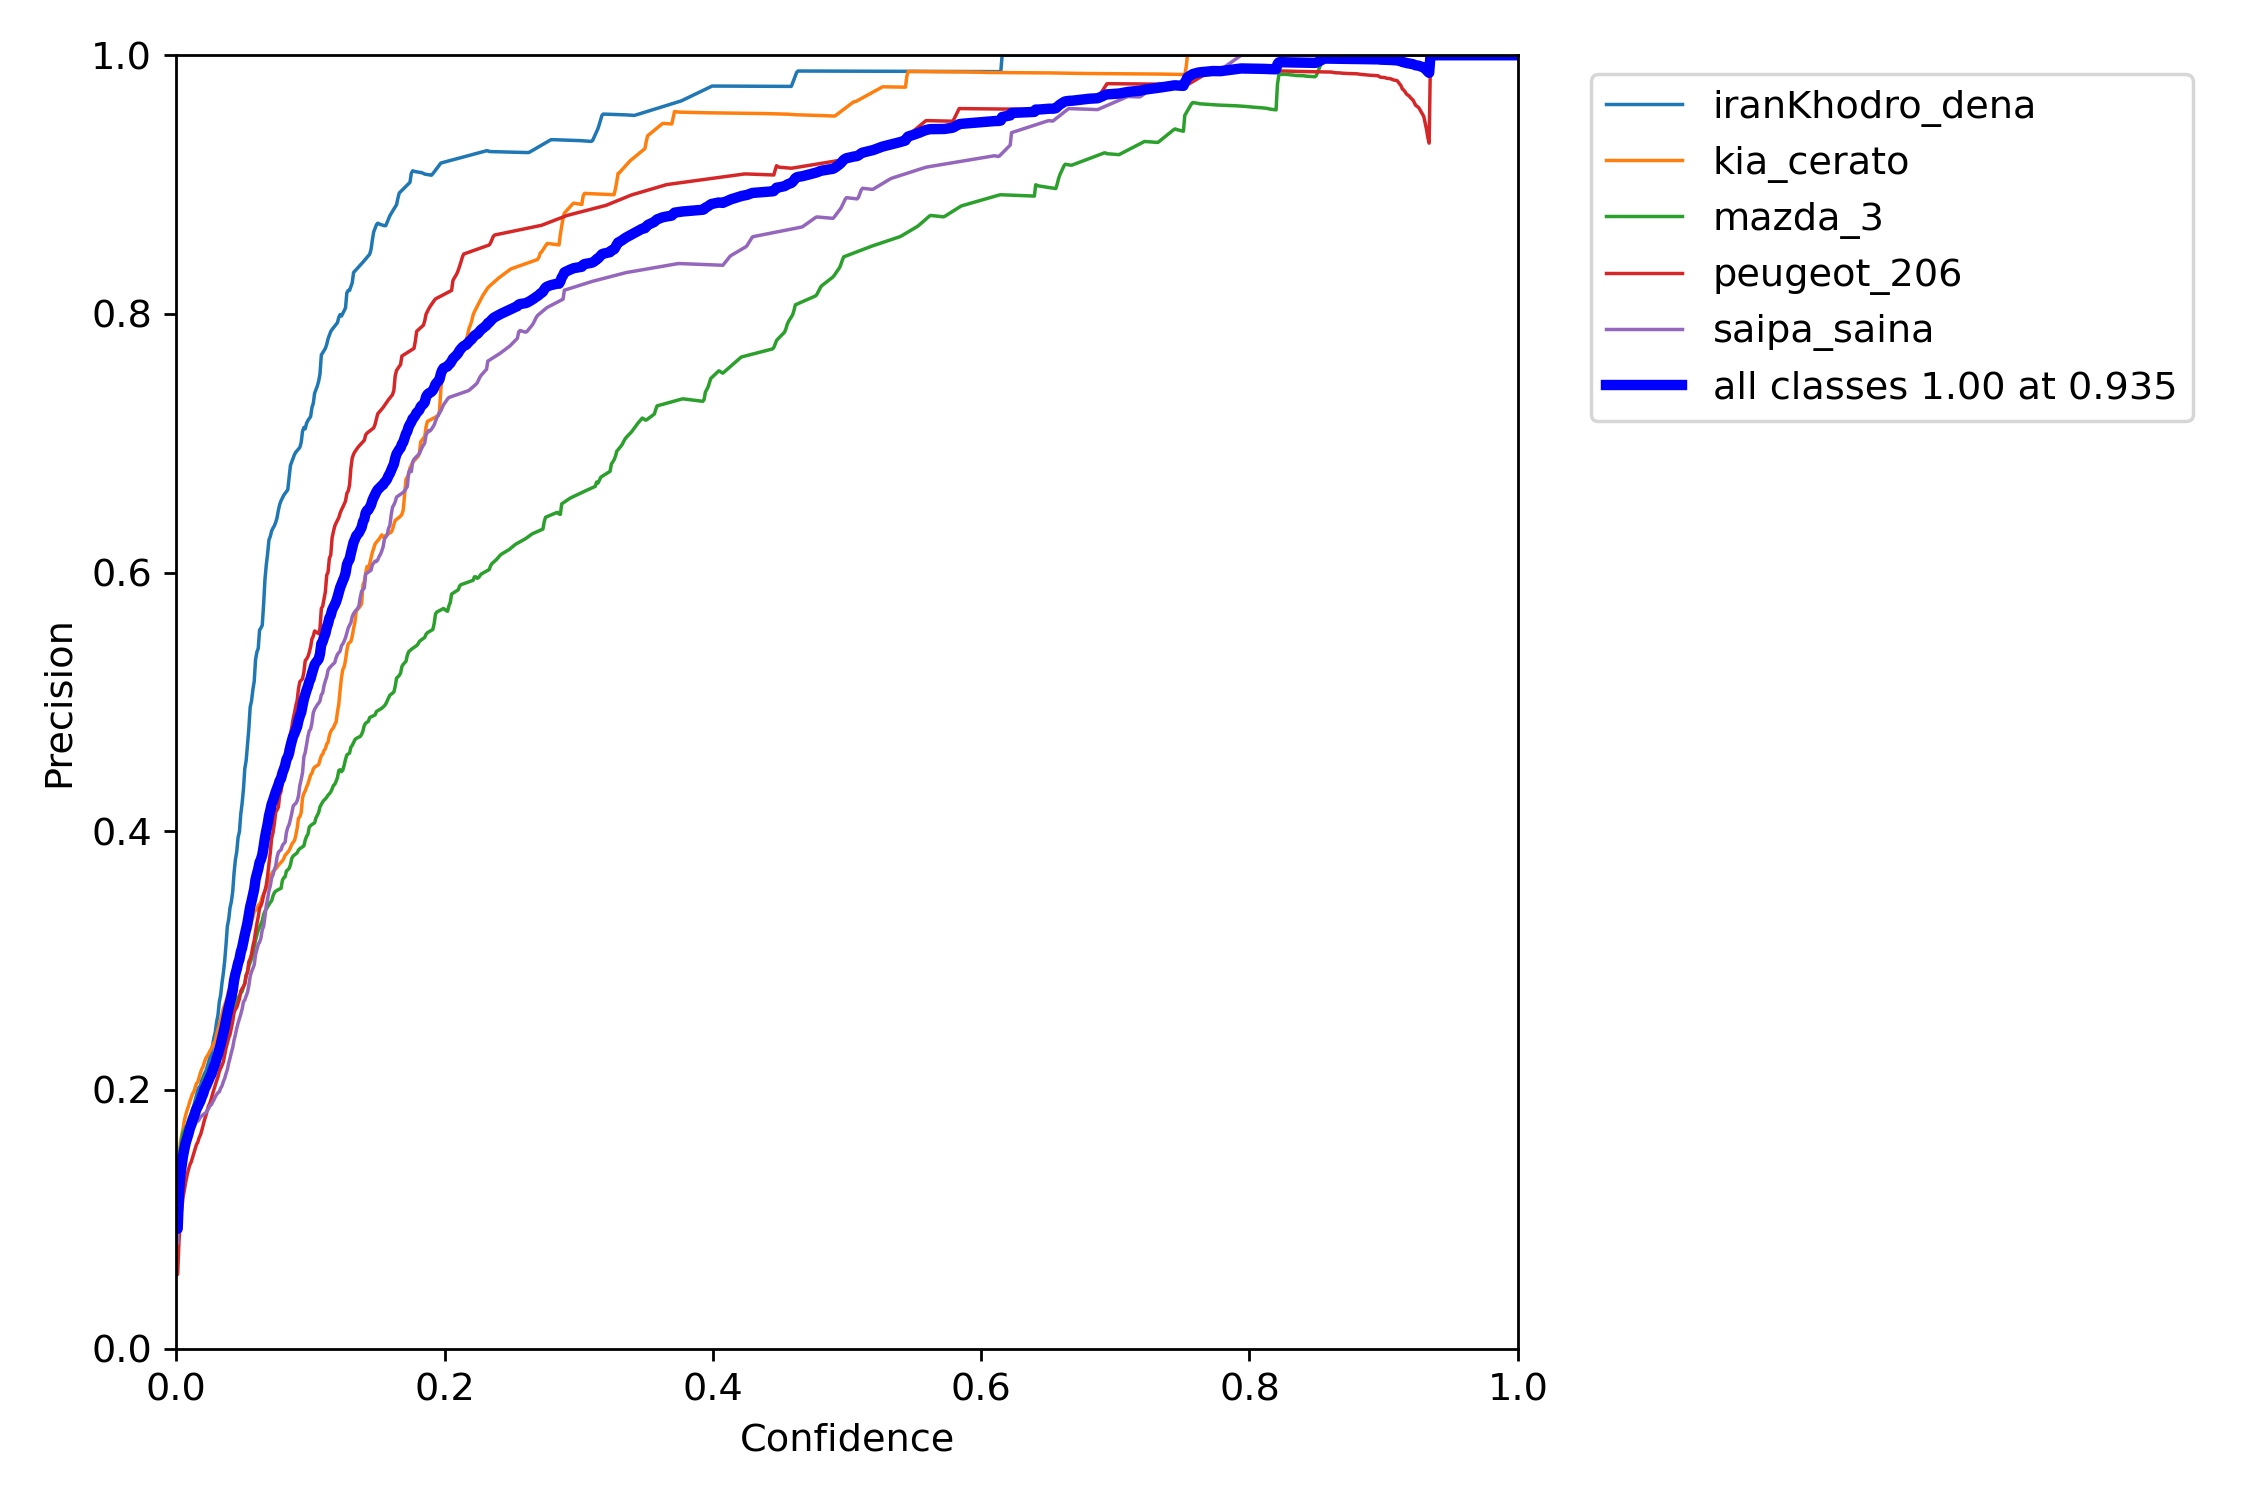 1.0
0.8
0.6
0.4
0.2
0.0
Precision
0.0 0.2 0.4 0.6 0.8 1.0
Confidence
iranKhodro_dena
kia_cerato
mazda_3
peugeot_206
saipa_saina
all classes 1.00 at 0.935